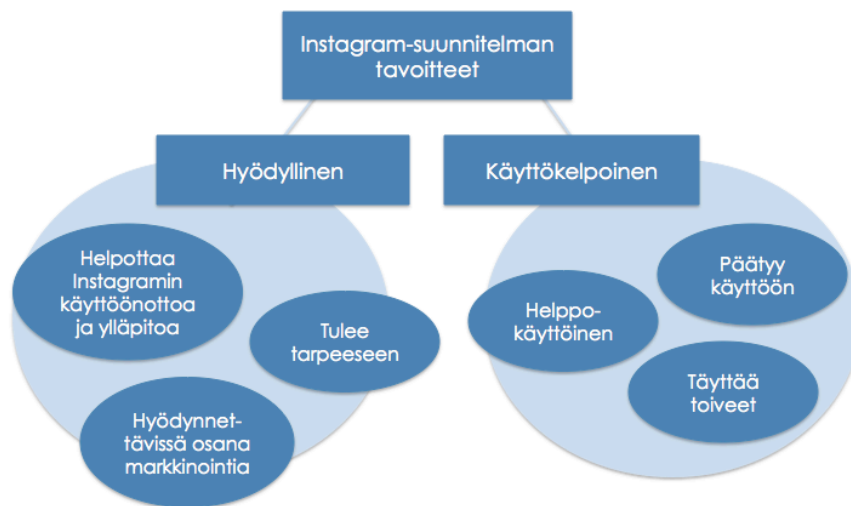 Instagram-suunnitelman
tavoitteet
Hyödyllinen
Käyttökelpoinen
Helpottaa
Instagramin
käyttöönottoa
ja ylläpitoa
Tulee
tarpeeseen
Hyödynnet-
tävissä osana
markkinointia
Päätyy
käyttöön
Helppo-
käyttöinen
Täyttää
toiveet